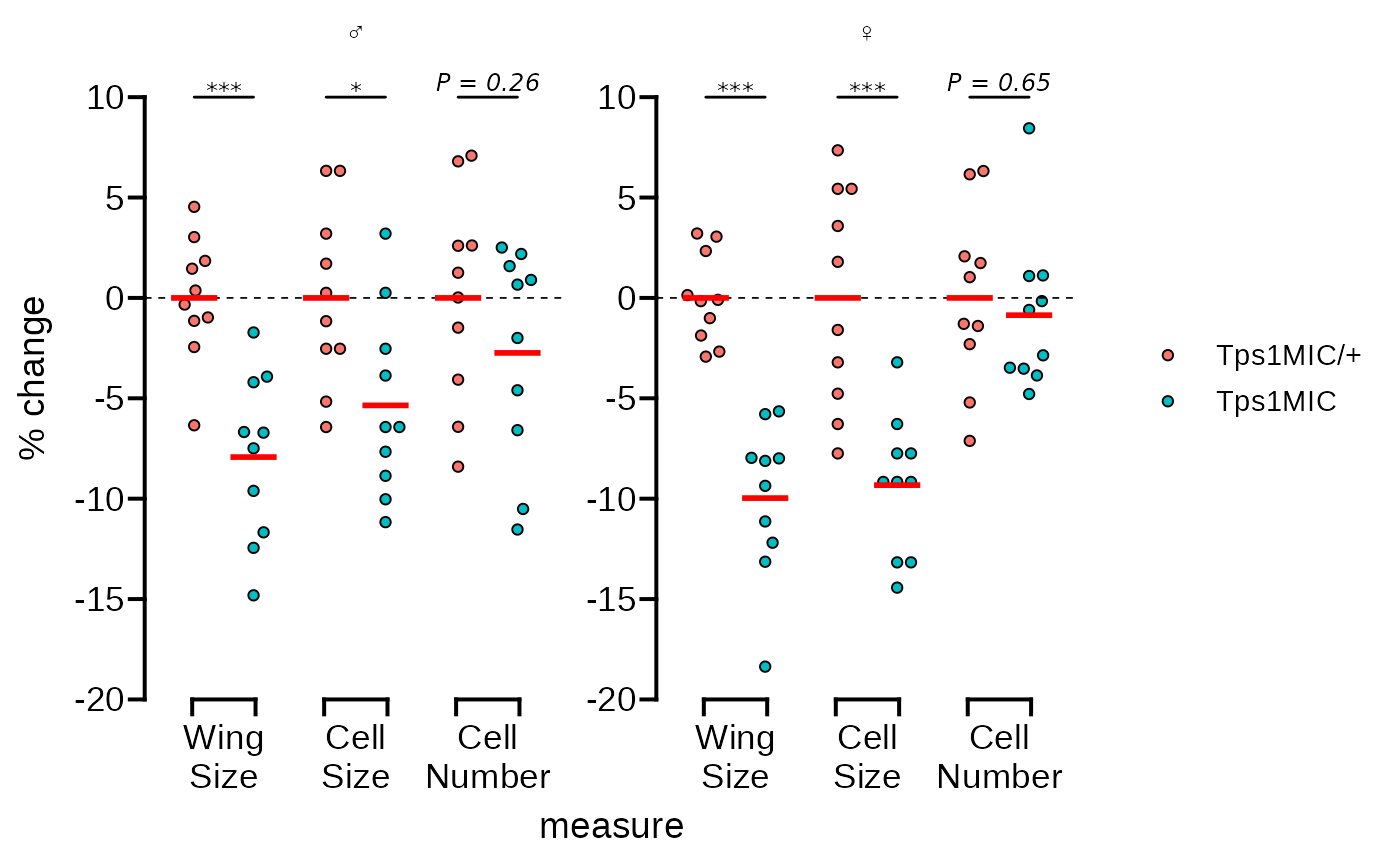 ♂ ♀
*** * P = 0.26 *** *** P = 0.65
10 10
5 5
0 0
-5 -5
-10 -10
-15 -15
-20 -20
% change
Tps1MIC/+
Tps1MIC
Wing Cell Cell Wing Cell Cell
Size Size Number Size Size Number
measure